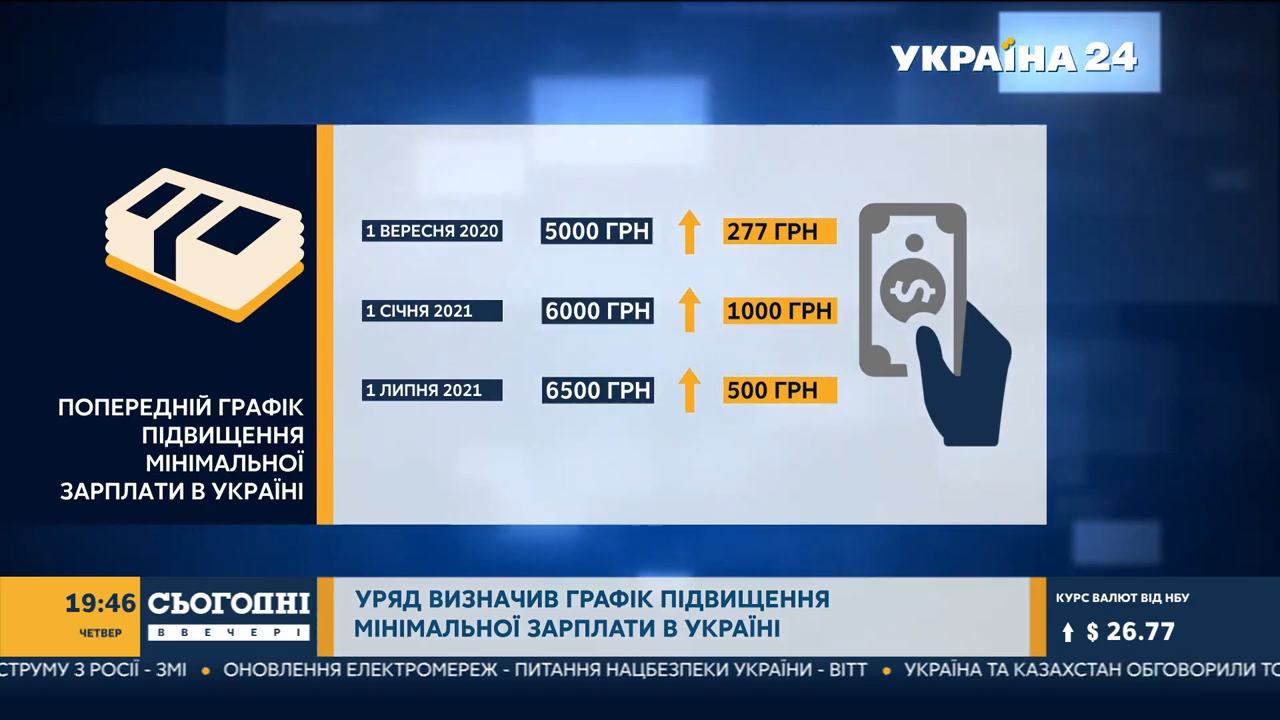 УКРАЇНА 24
1 ВЕРЕСНЯ 2020 5000 ГРН 277 ГРН
1 СІЧНЯ 2021 6000 ГРН 1000 ГРН
1 ЛИПНЯ 2021 6500 ГРН 500 ГРН
$
ПОПЕРЕДНІЙ ГРАФІК
ПІДВИЩЕННЯ
МІНІМАЛЬНОЇ
ЗАРПЛАТИ В УКРАЇНІ
19:46
ЧЕТВЕР
СЬОГОДНІ
ВВЕЧЕРІ
УРЯД ВИЗНАЧИВ ГРАФІК ПІДВИЩЕННЯ
МІНІМАЛЬНОЇ ЗАРПЛАТИ В УКРАЇНІ
КУРС ВАЛЮТ ВІД НБУ
$ 26.77
СТРУМУ З РОСІЇ - ЗМІ • ОНОВЛЕННЯ ЕЛЕКТРОМЕРЕЖ - ПИТАННЯ НАЦБЕЗПЕКИ УКРАЇНИ - ВІТТ • УКРАЇНА ТА КАЗАХСТАН ОБГОВОРИЛИ ТО